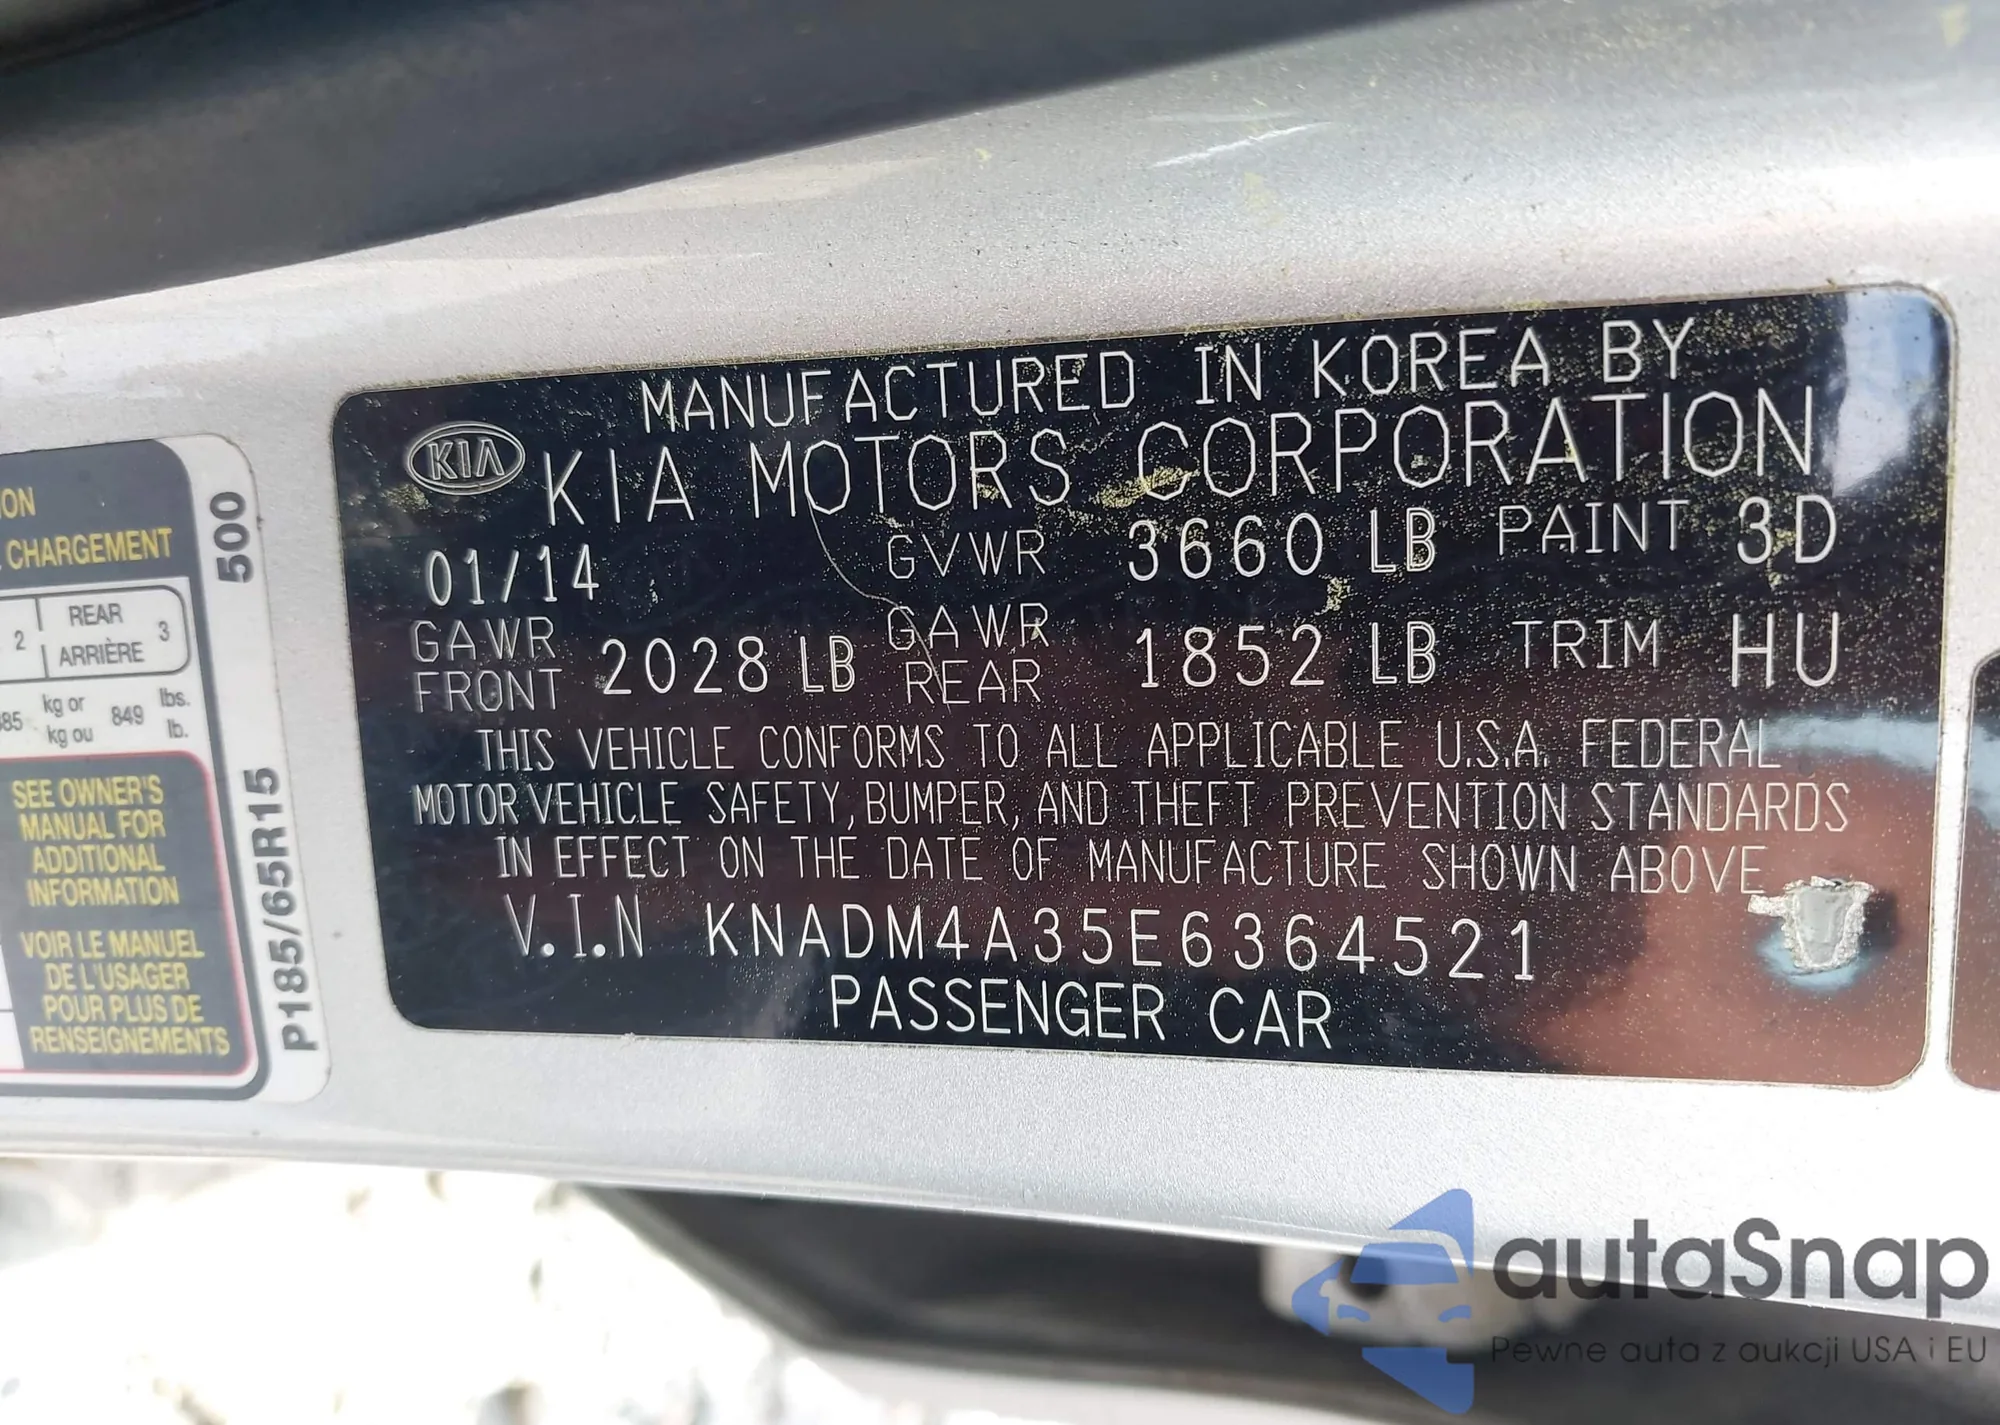 MANUFACTURED IN KOREA BY
KIA KIA MOTORS CORPORATION
01/14 GVWR 3660 LB PAINT 3D
GAWR FRONT 2028 LB GAWR REAR 1852 LB TRIM HU
THIS VEHICLE CONFORMS TO ALL APPLICABLE U.S.A. FEDERAL
MOTOR VEHICLE SAFETY, BUMPER, AND THEFT PREVENTION STANDARDS
IN EFFECT ON THE DATE OF MANUFACTURE SHOWN ABOVE
V.I.N KNADM4A35E6364521
PASSENGER CAR
CHARGEMENT
2 REAR 3
ARRIÈRE
kg or 849 lbs.
kg ou lb.
SEE OWNER'S
MANUAL FOR
ADDITIONAL
INFORMATION
VOIR LE MANUEL
DE L'USAGER
POUR PLUS DE
RENSEIGNEMENTS
500
P185/65R15
autaSnap
Pewne auta z aukcji USA i EU